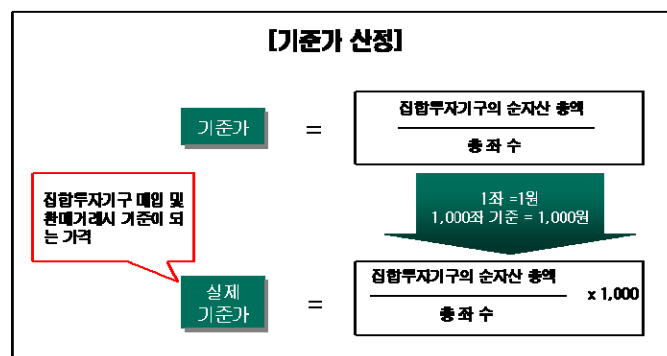 [기준가 산정]
기준가
=
집합투자기구의 순자산 총액
총 좌 수
집합투자기구 매입 및
환매거래시 기준이 되
는 가격
1좌 =1원
1,000좌 기준 = 1,000원
실제
기준가
=
집합투자기구의 순자산 총액
총 좌 수
x 1,000